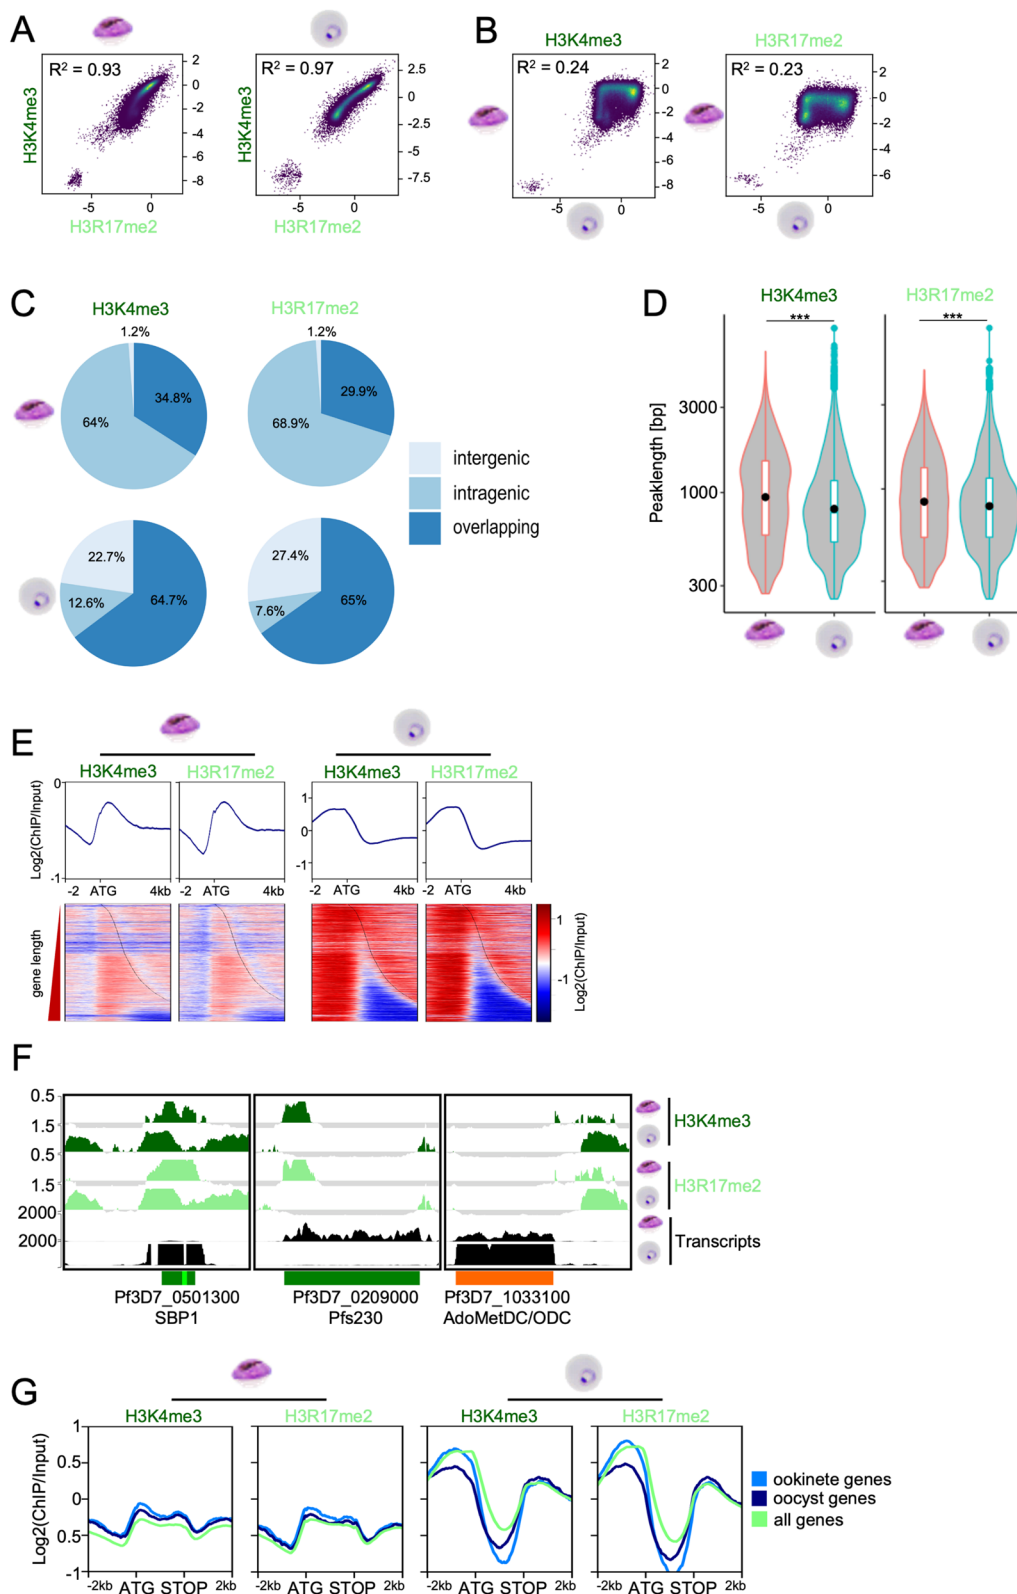 A
R² = 0.93
H3K4me3
2
0
-2
-4
-6
-8
-5
0
H3R17me2
R² = 0.97
H3K4me3
2.5
0
-2.5
-5
-7.5
-5
0
H3R17me2
B
H3K4me3
R² = 0.24
2
0
-2
-4
-6
-8
-5
0
H3R17me2
R² = 0.23
2
0
-2
-4
-6
-5
0
C
H3K4me3
H3R17me2
1.2%
34.8%
64%
1.2%
29.9%
68.9%
22.7%
12.6%
64.7%
27.4%
7.6%
65%
intergenic
intragenic
overlapping
D
H3K4me3
H3R17me2
***
***
Peaklength [bp]
3000
1000
300
E
H3K4me3
H3R17me2
H3K4me3
H3R17me2
Log2(ChIP/Input)
0
-1
1
0
-1
-2 ATG 4kb
-2 ATG 4kb
-2 ATG 4kb
-2 ATG 4kb
gene length
1
-1
Log2(ChIP/Input)
F
0.5
1.5
0.5
1.5
2000
2000
H3K4me3
H3R17me2
Transcripts
Pf3D7_0501300
SBP1
Pf3D7_0209000
Pfs230
Pf3D7_1033100
AdoMetDC/ODC
G
H3K4me3
H3R17me2
H3K4me3
H3R17me2
Log2(ChIP/Input)
1
0.5
0
0.5
-1
-2kb ATG STOP 2kb
-2kb ATG STOP 2kb
-2kb ATG STOP 2kb
-2kb ATG STOP 2kb
ookinete genes
oocyst genes
all genes